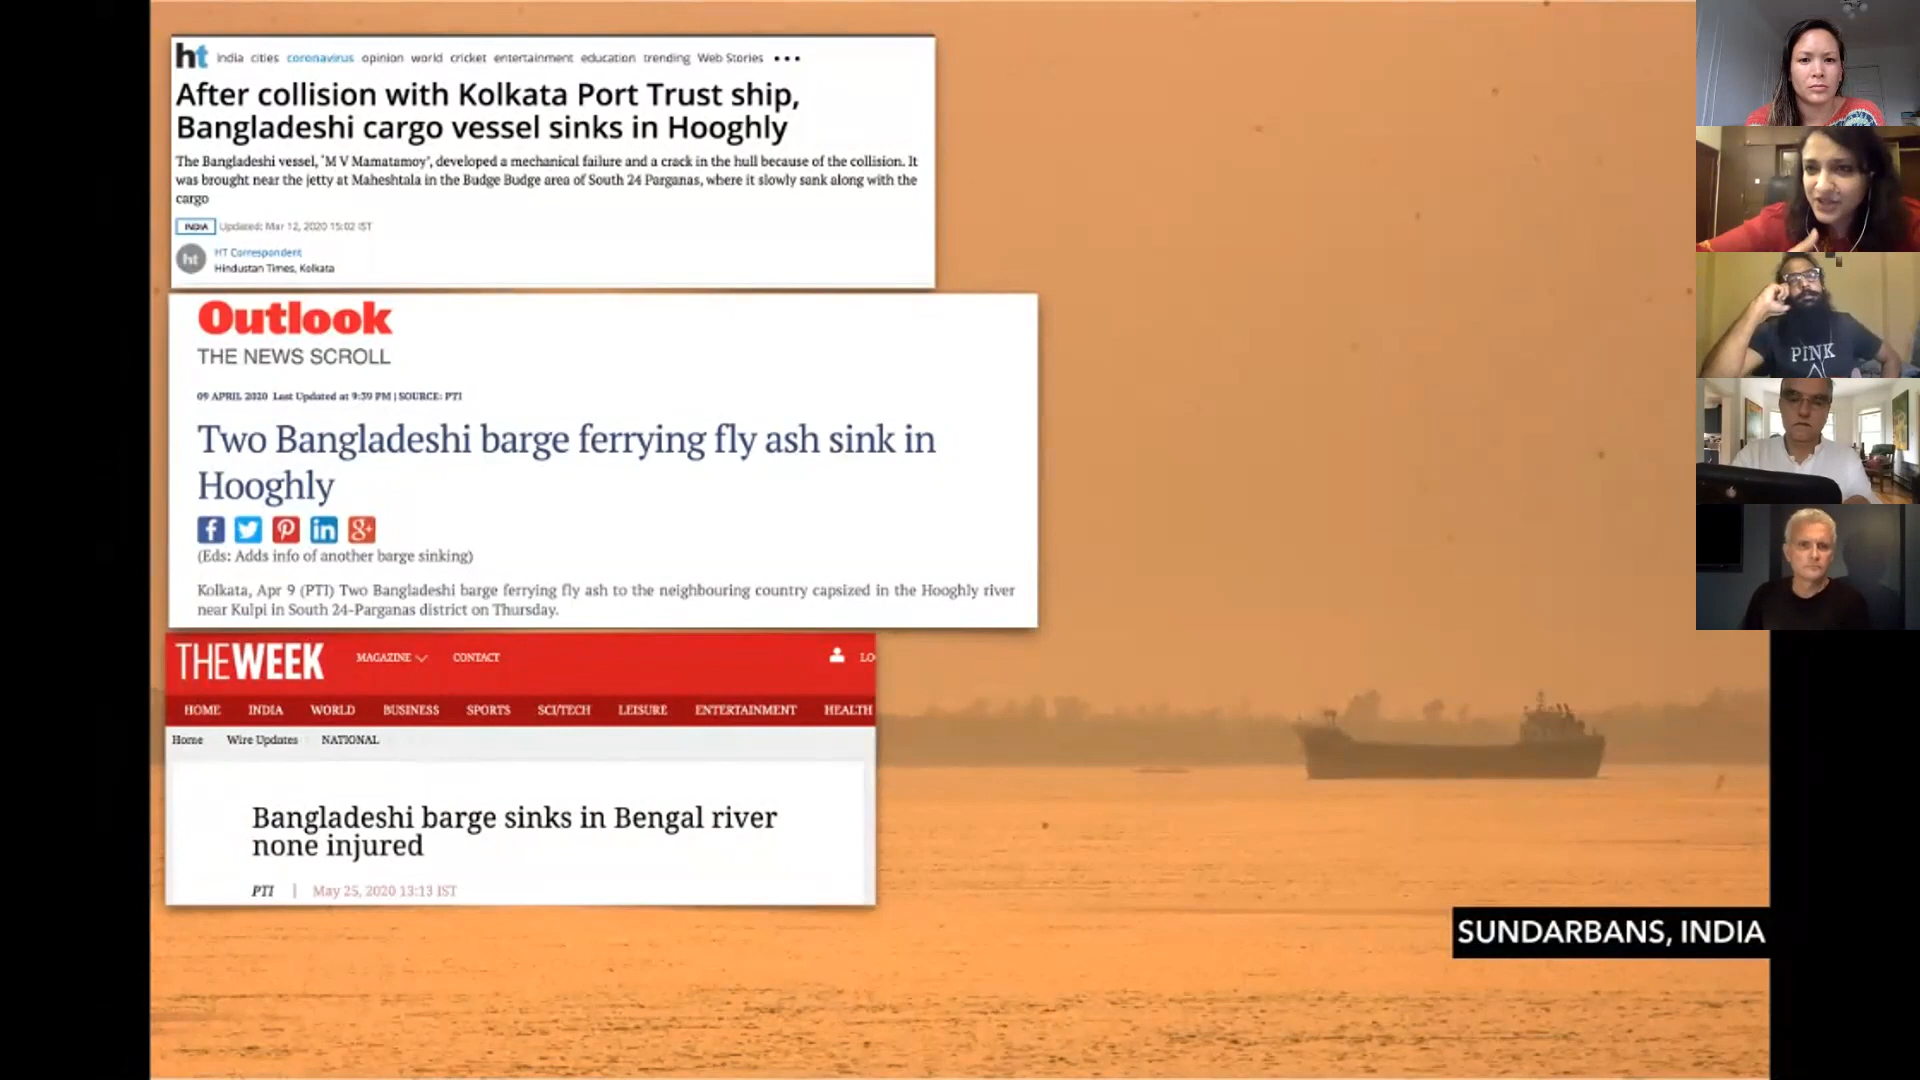 ht India cities coronavirus opinion world cricket entertainment education trending Web Stories •••
After collision with Kolkata Port Trust ship,
Bangladeshi cargo vessel sinks in Hooghly
The Bangladeshi vessel, 'M V Mamatamoy', developed a mechanical failure and a crack in the hull because of the collision. It
was brought near the jetty at Maheshtala in the Budge Budge area of South 24 Parganas, where it slowly sank along with the
cargo
INDIA Updated: Mar 12, 2020 15:02 IST
ht HT Correspondent
Hindustan Times, Kolkata
Outlook
THE NEWS SCROLL
09 APRIL 2020 Last Updated at 9:39 PM | SOURCE: PTI
Two Bangladeshi barge ferrying fly ash sink in
Hooghly
(Eds: Adds info of another barge sinking)
Kolkata, Apr 9 (PTI) Two Bangladeshi barge ferrying fly ash to the neighbouring country capsized in the Hooghly river
near Kulpi in South 24-Parganas district on Thursday.
THE WEEK MAGAZINE CONTACT LO
HOME INDIA WORLD BUSINESS SPORTS SCI/TECH LEISURE ENTERTAINMENT HEALTH
Home Wire Updates NATIONAL
Bangladeshi barge sinks in Bengal river
none injured
PTI | May 25, 2020 13:13 IST
SUNDARBANS, INDIA
PINK